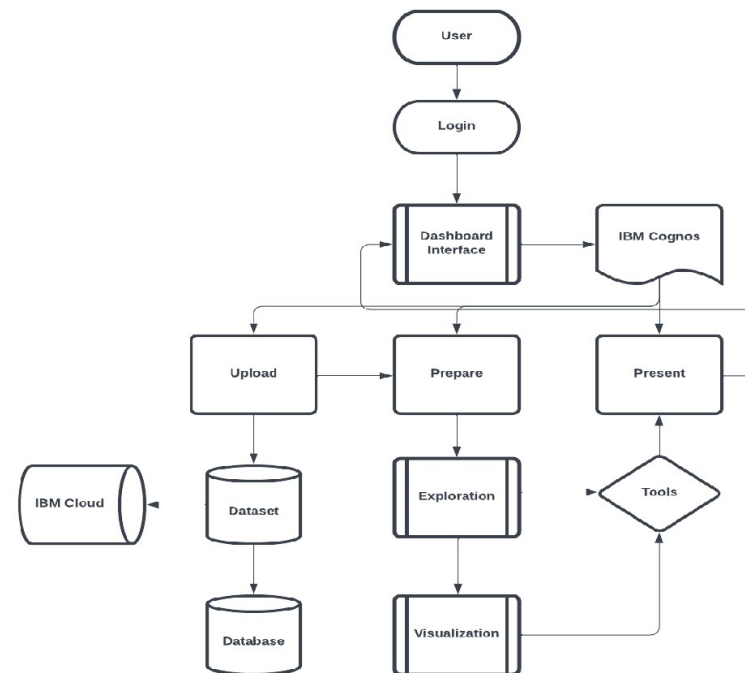 User
Login
Dashboard
Interface
IBM Cognos
Upload
Prepare
Present
IBM Cloud
Dataset
Exploration
Tools
Database
Visualization